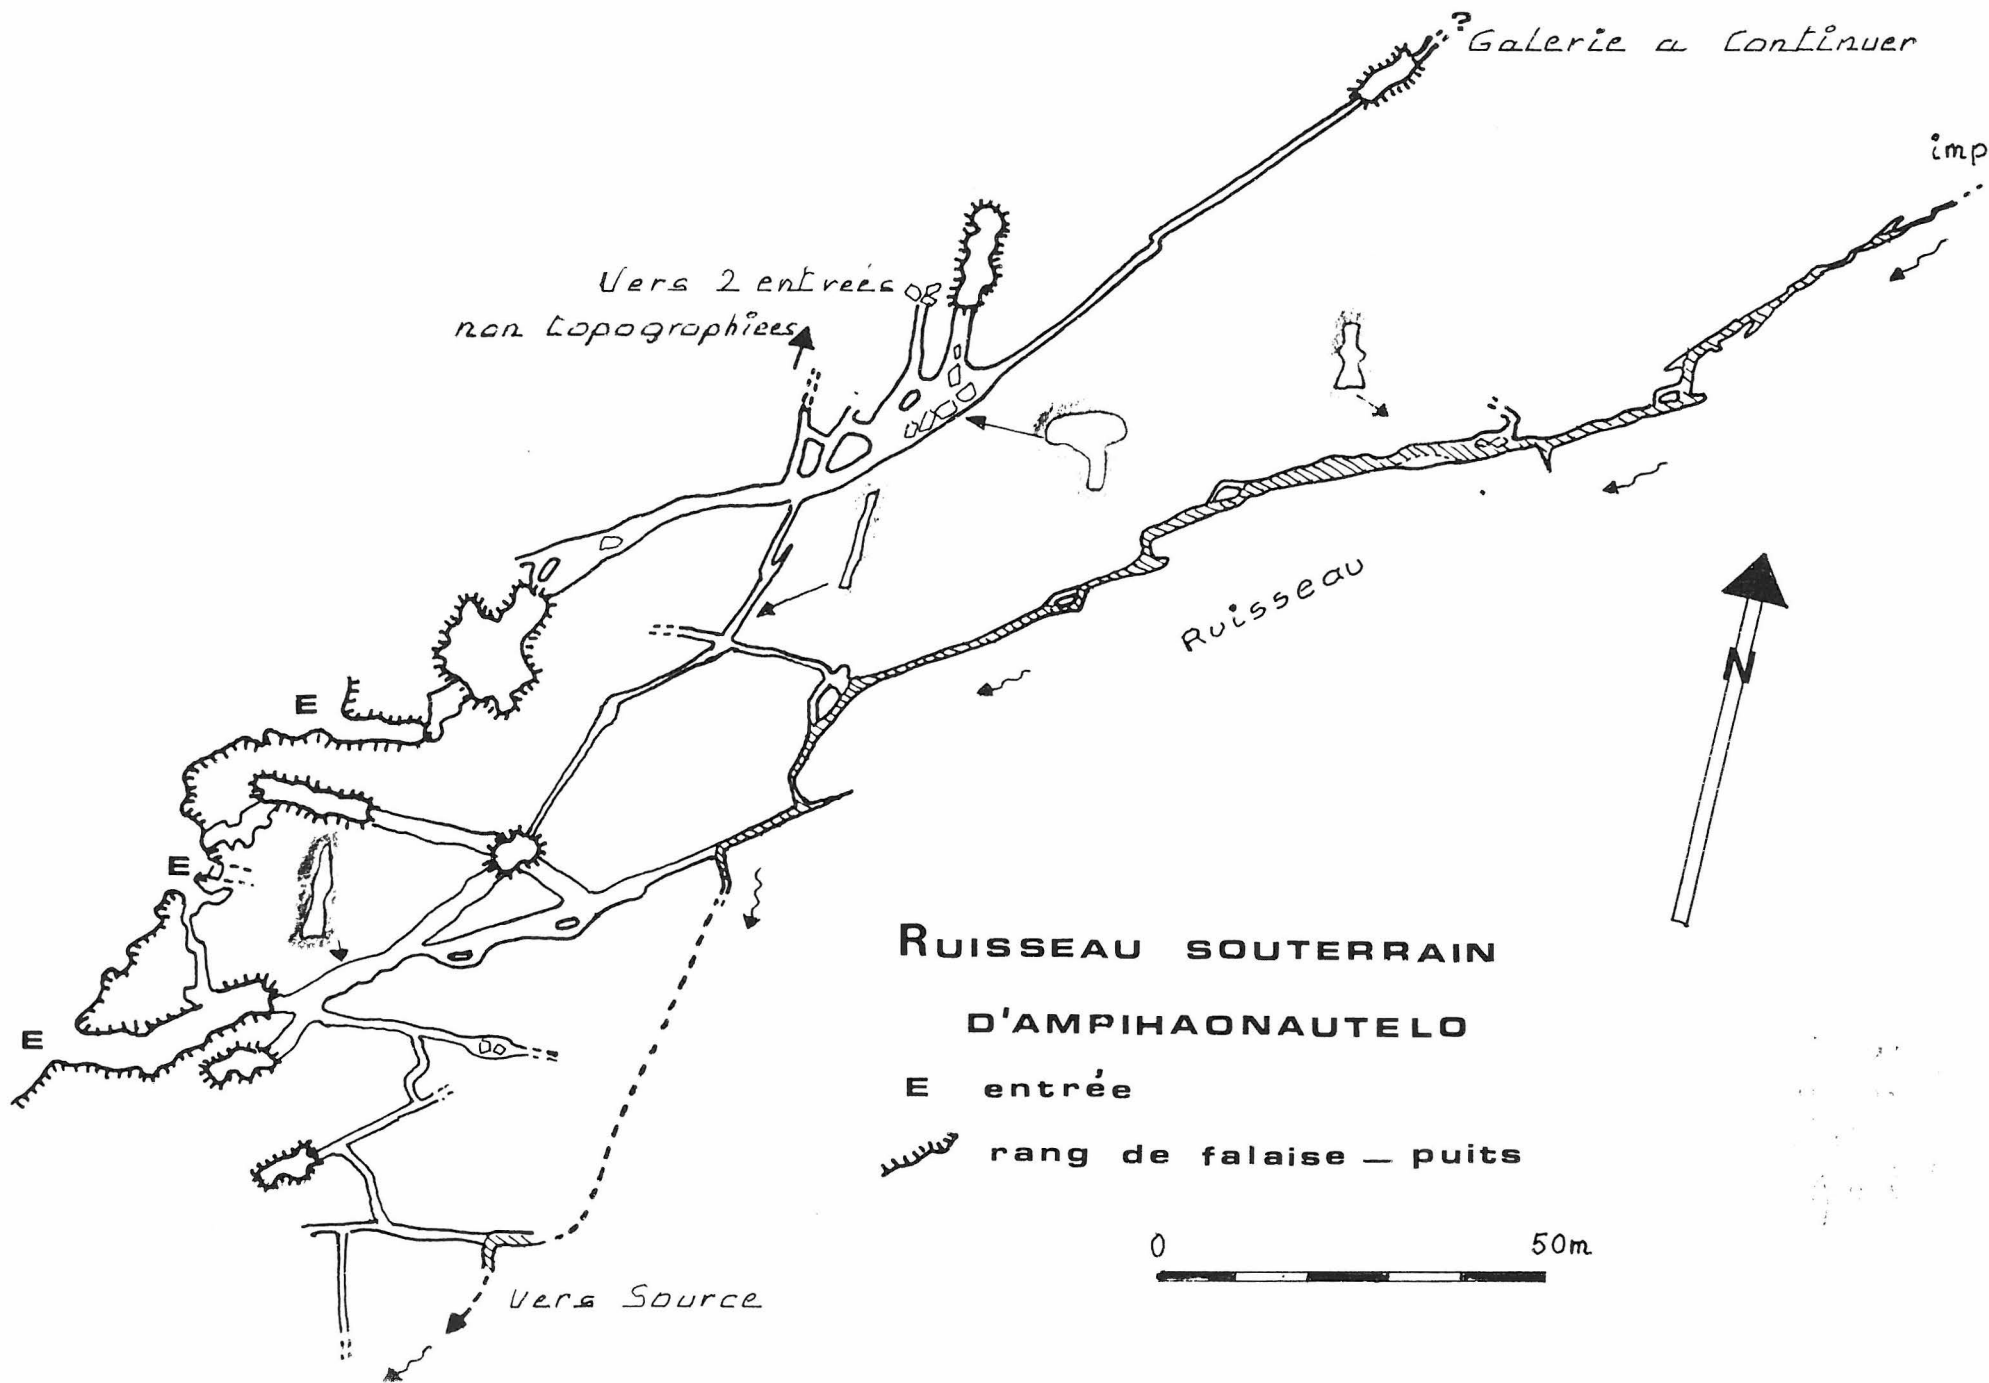 ?
Galerie a Continuer
imp
Vers 2 entrées
non topographiees
Ruisseau
N
E
E
E
RUISSEAU SOUTERRAIN
D'AMPIHAONAUTELO
E entrée
rang de falaise – puits
0 50m
Vers Source